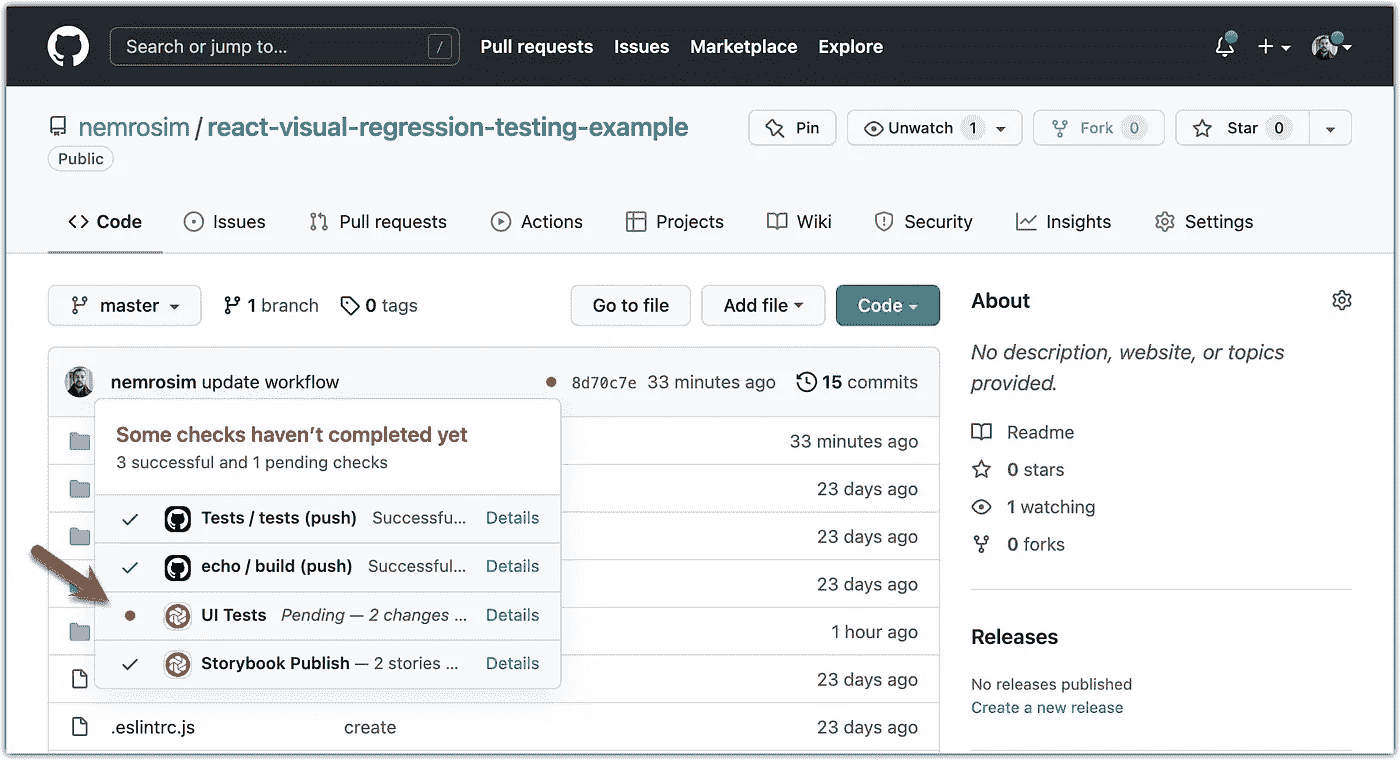 Search or jump to... / Pull requests Issues Marketplace Explore
nemrosim / react-visual-regression-testing-example Pin Unwatch 1 Fork 0 Star 0
Public
Code Issues Pull requests Actions Projects Wiki Security Insights Settings
master 1 branch 0 tags Go to file Add file Code
nemrosim update workflow 8d70c7e 33 minutes ago 15 commits
Some checks haven’t completed yet
3 successful and 1 pending checks
Tests / tests (push) Successfu... Details
echo / build (push) Successful... Details
UI Tests Pending — 2 changes ... Details
Storybook Publish — 2 stories ... Details
33 minutes ago
23 days ago
23 days ago
23 days ago
1 hour ago
23 days ago
.eslintrc.js create 23 days ago
About
No description, website, or topics
provided.
Readme
0 stars
1 watching
0 forks
Releases
No releases published
Create a new release